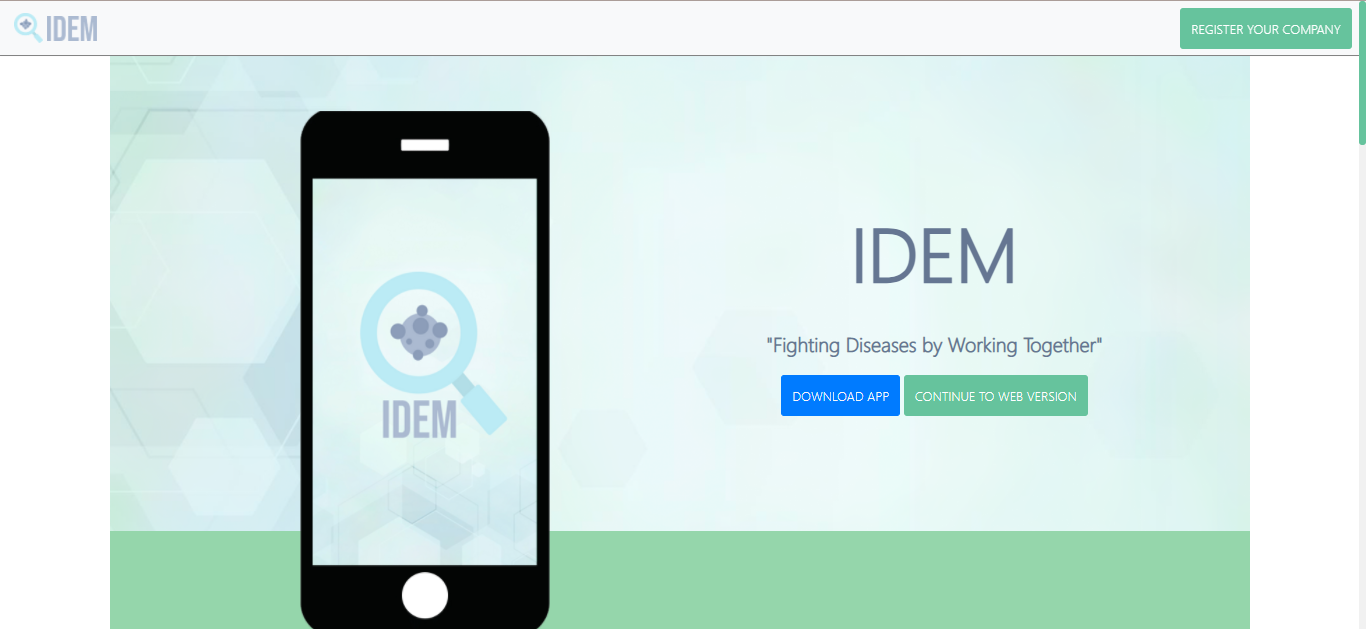 IDEM
REGISTER YOUR COMPANY
IDEM
IDEM
"Fighting Diseases by Working Together"
DOWNLOAD APP
CONTINUE TO WEB VERSION